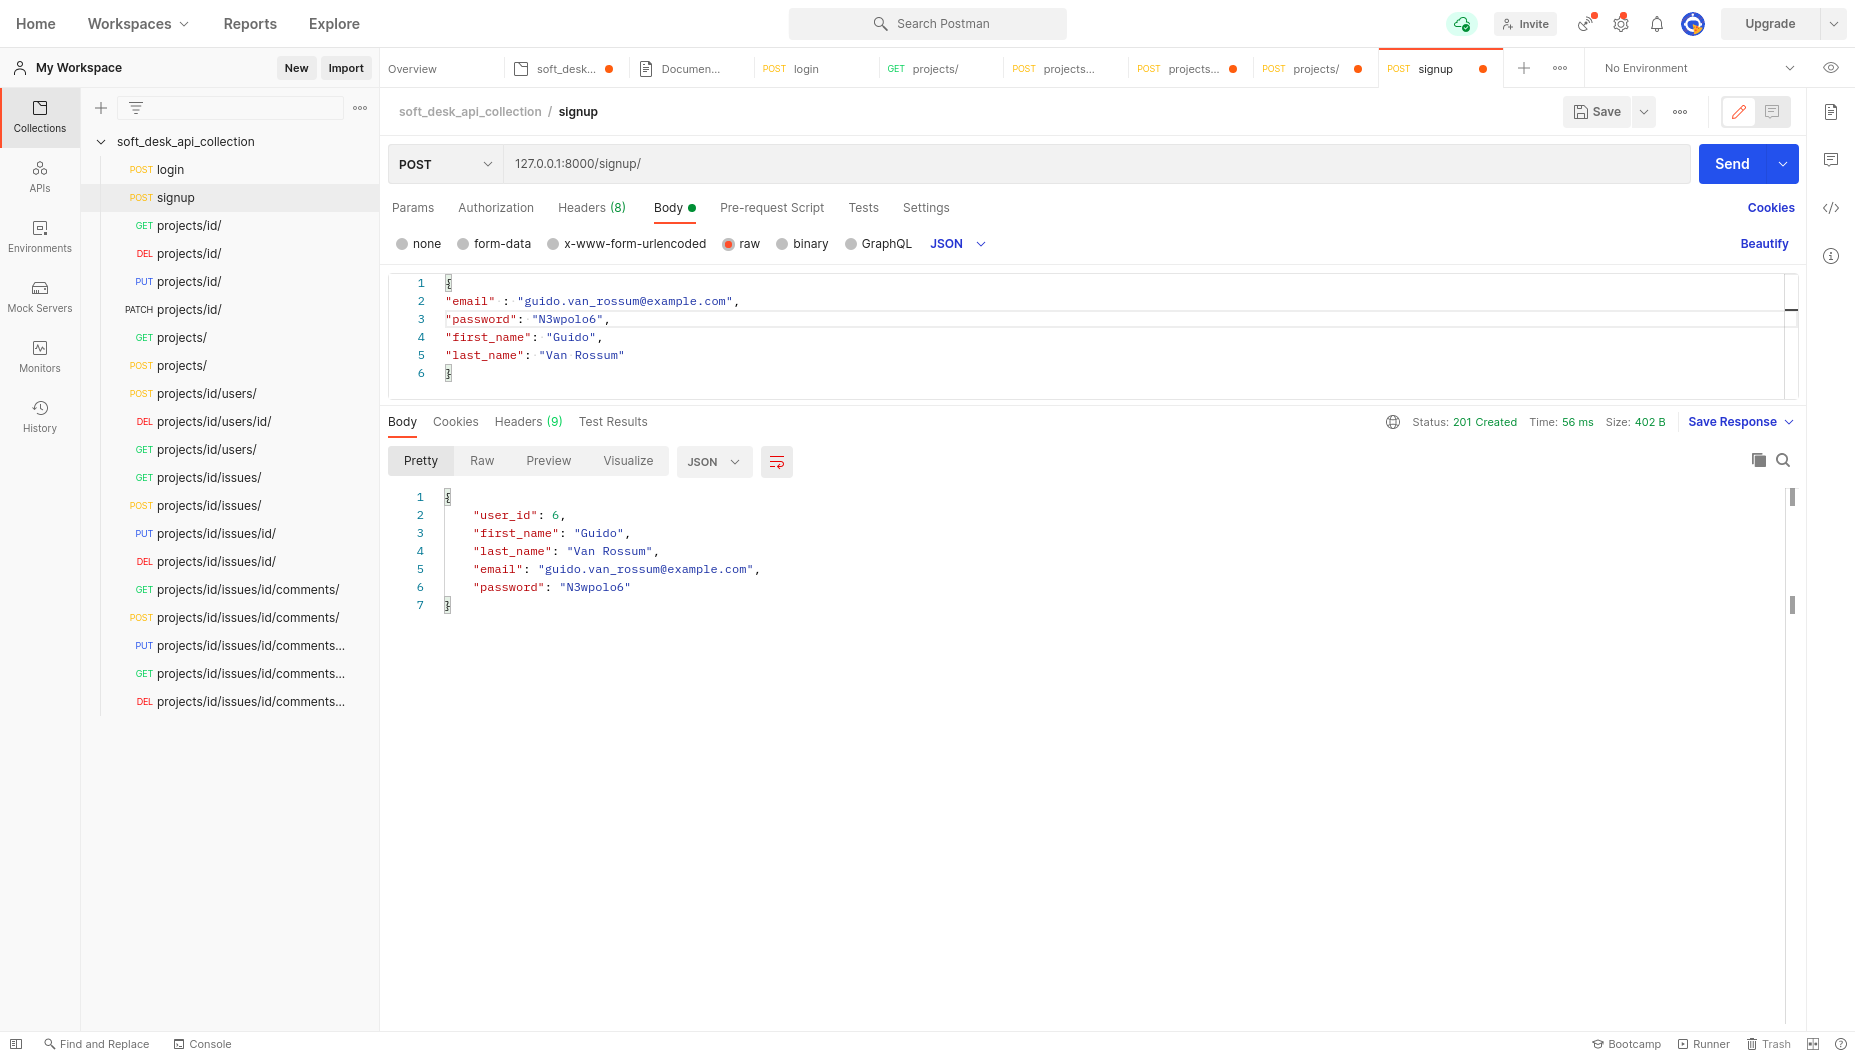 Home Workspaces Reports Explore Search Postman Invite Upgrade
My Workspace New Import Overview soft_desk... Documen... POST login GET projects/ POST projects... POST projects... POST projects/ POST signup No Environment
soft_desk_api_collection / signup Save
Collections
APIs
Environments
Mock Servers
Monitors
History
soft_desk_api_collection
POST login
POST signup
GET projects/id/
DEL projects/id/
PUT projects/id/
PATCH projects/id/
GET projects/
POST projects/
POST projects/id/users/
DEL projects/id/users/id/
GET projects/id/users/
GET projects/id/issues/
POST projects/id/issues/
PUT projects/id/issues/id/
DEL projects/id/issues/id/
GET projects/id/issues/id/comments/
POST projects/id/issues/id/comments/
PUT projects/id/issues/id/comments...
GET projects/id/issues/id/comments...
DEL projects/id/issues/id/comments...
POST 127.0.0.1:8000/signup/ Send
Params Authorization Headers (8) Body Pre-request Script Tests Settings Cookies
none form-data x-www-form-urlencoded raw binary GraphQL JSON Beautify
1 {
2 "email" : "guido.van_rossum@example.com",
3 "password": "N3wpolo6",
4 "first_name": "Guido",
5 "last_name": "Van Rossum"
6 }
Body Cookies Headers (9) Test Results Status: 201 Created Time: 56 ms Size: 402 B Save Response
Pretty Raw Preview Visualize JSON
1 {
2 "user_id": 6,
3 "first_name": "Guido",
4 "last_name": "Van Rossum",
5 "email": "guido.van_rossum@example.com",
6 "password": "N3wpolo6"
7 }
Find and Replace Console Bootcamp Runner Trash